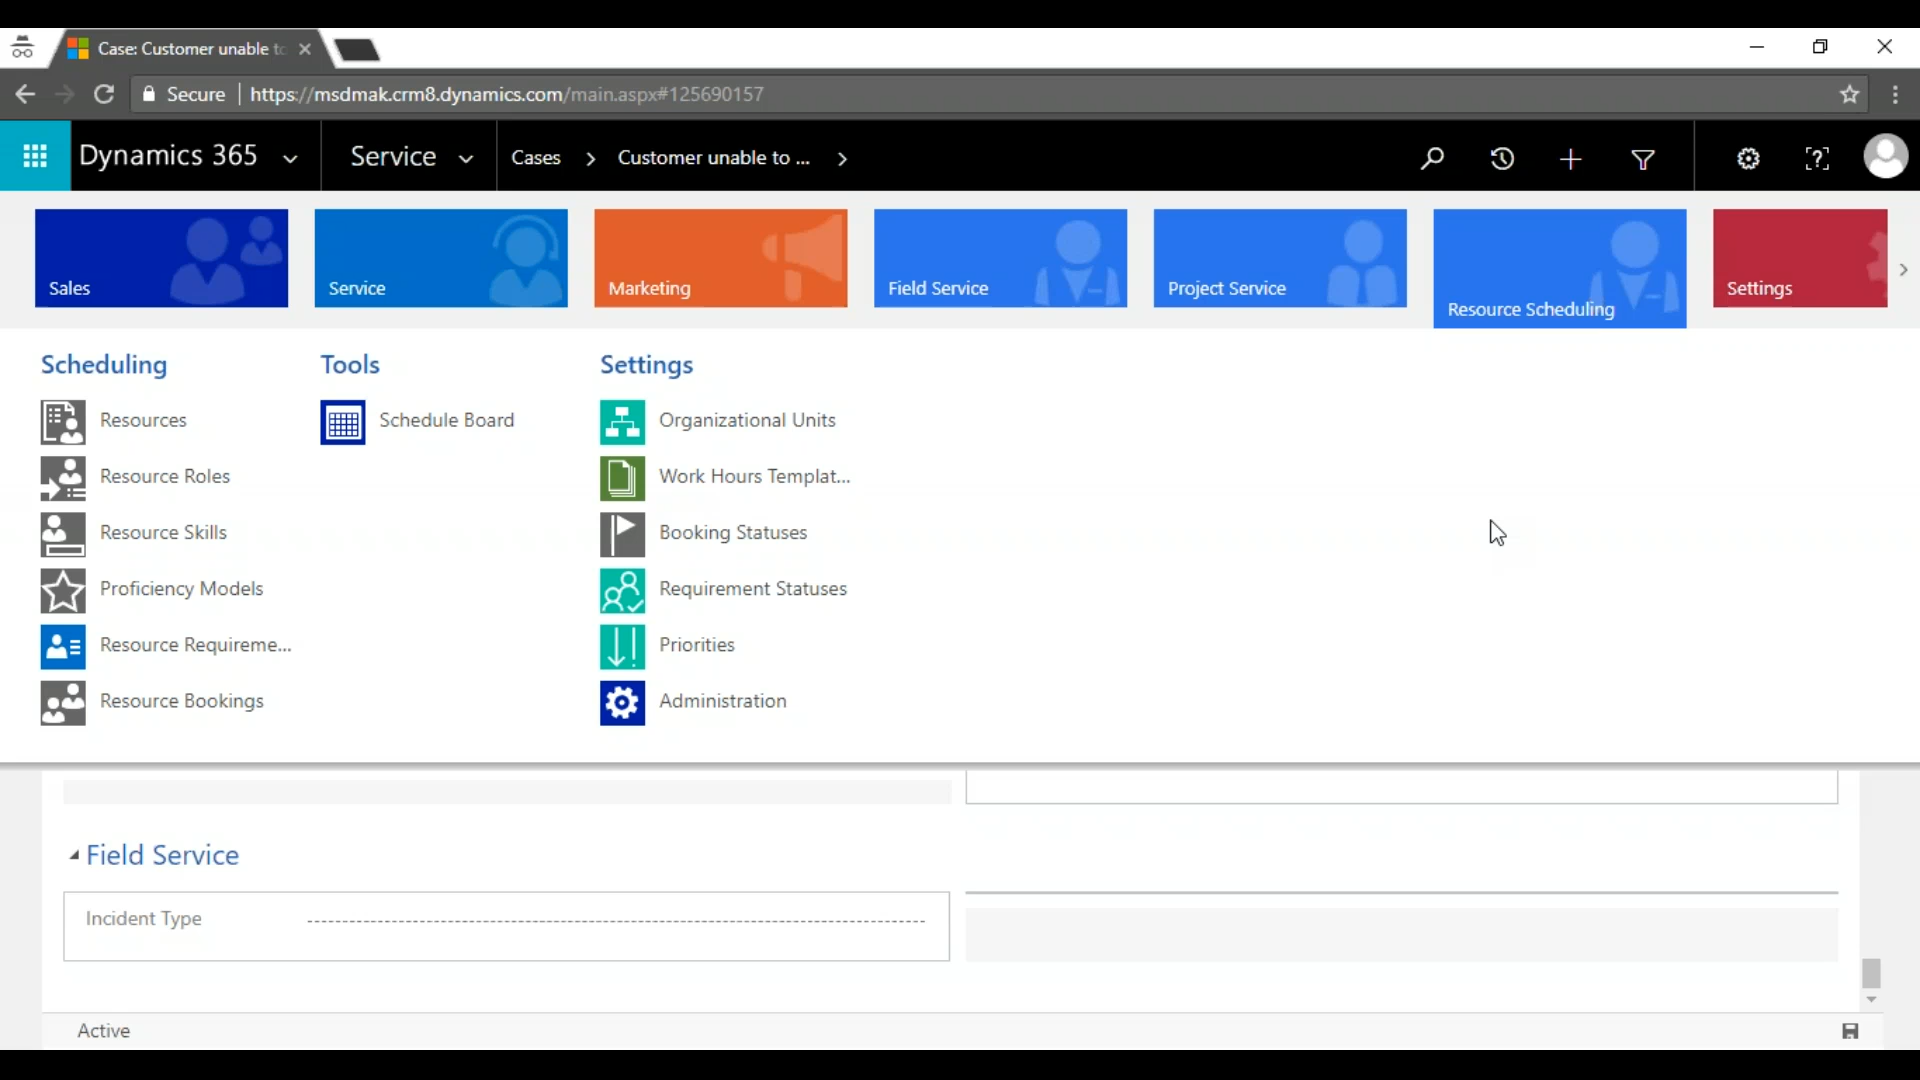 Case: Customer unable to
Secure https://msdmak.crm8.dynamics.com/main.aspx#125690157
Dynamics 365 Service Cases > Customer unable to ... >
Sales Service Marketing Field Service Project Service Resource Scheduling Settings
Scheduling Tools Settings
Resources Schedule Board Organizational Units
Resource Roles Work Hours Templat...
Resource Skills Booking Statuses
Proficiency Models Requirement Statuses
Resource Requireme... Priorities
Resource Bookings Administration
Field Service
Incident Type
Active